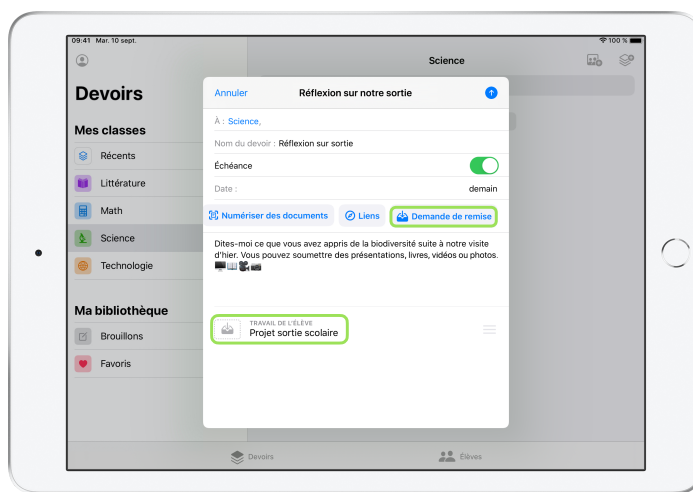 09:41 Mar. 10 sept.
100 %
Science
Devoirs
Mes classes
Récents
Littérature
Math
Science
Technologie
Ma bibliothèque
Brouillons
Favoris
Annuler
Réflexion sur notre sortie
À : Science,
Nom du devoir : Réflexion sur sortie
Échéance
Date : demain
Numériser des documents
Liens
Demande de remise
Dites-moi ce que vous avez appris de la biodiversité suite à notre visite
d'hier. Vous pouvez soumettre des présentations, livres, vidéos ou photos.
TRAVAIL DE L'ÉLÈVE
Projet sortie scolaire
Devoirs
Élèves